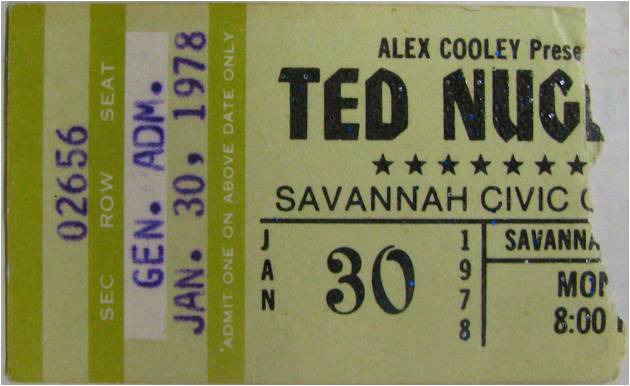 02656
SEC ROW SEAT
GEN. ADM.
JAN. 30, 1978
ADMIT ONE ON ABOVE DATE ONLY
ALEX COOLEY Prese
TED NUG
SAVANNAH CIVIC
JAN 30 1978
SAVANNA
MON
8:00